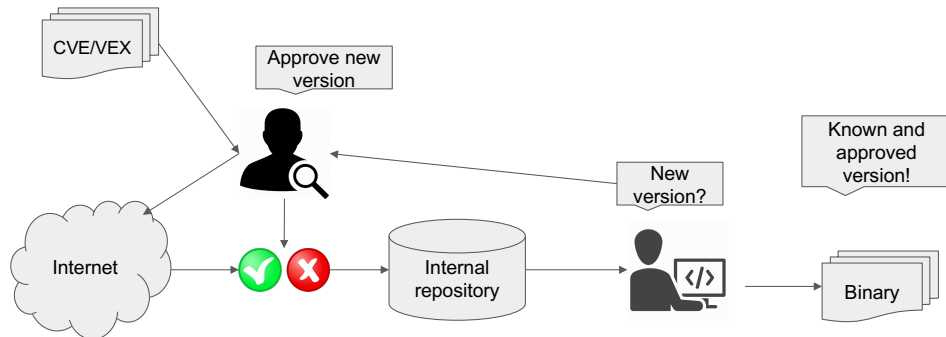 CVE/VEX
Approve new
version
Known and
approved
version!
New
version?
Internet
Internal
repository
</>
Binary